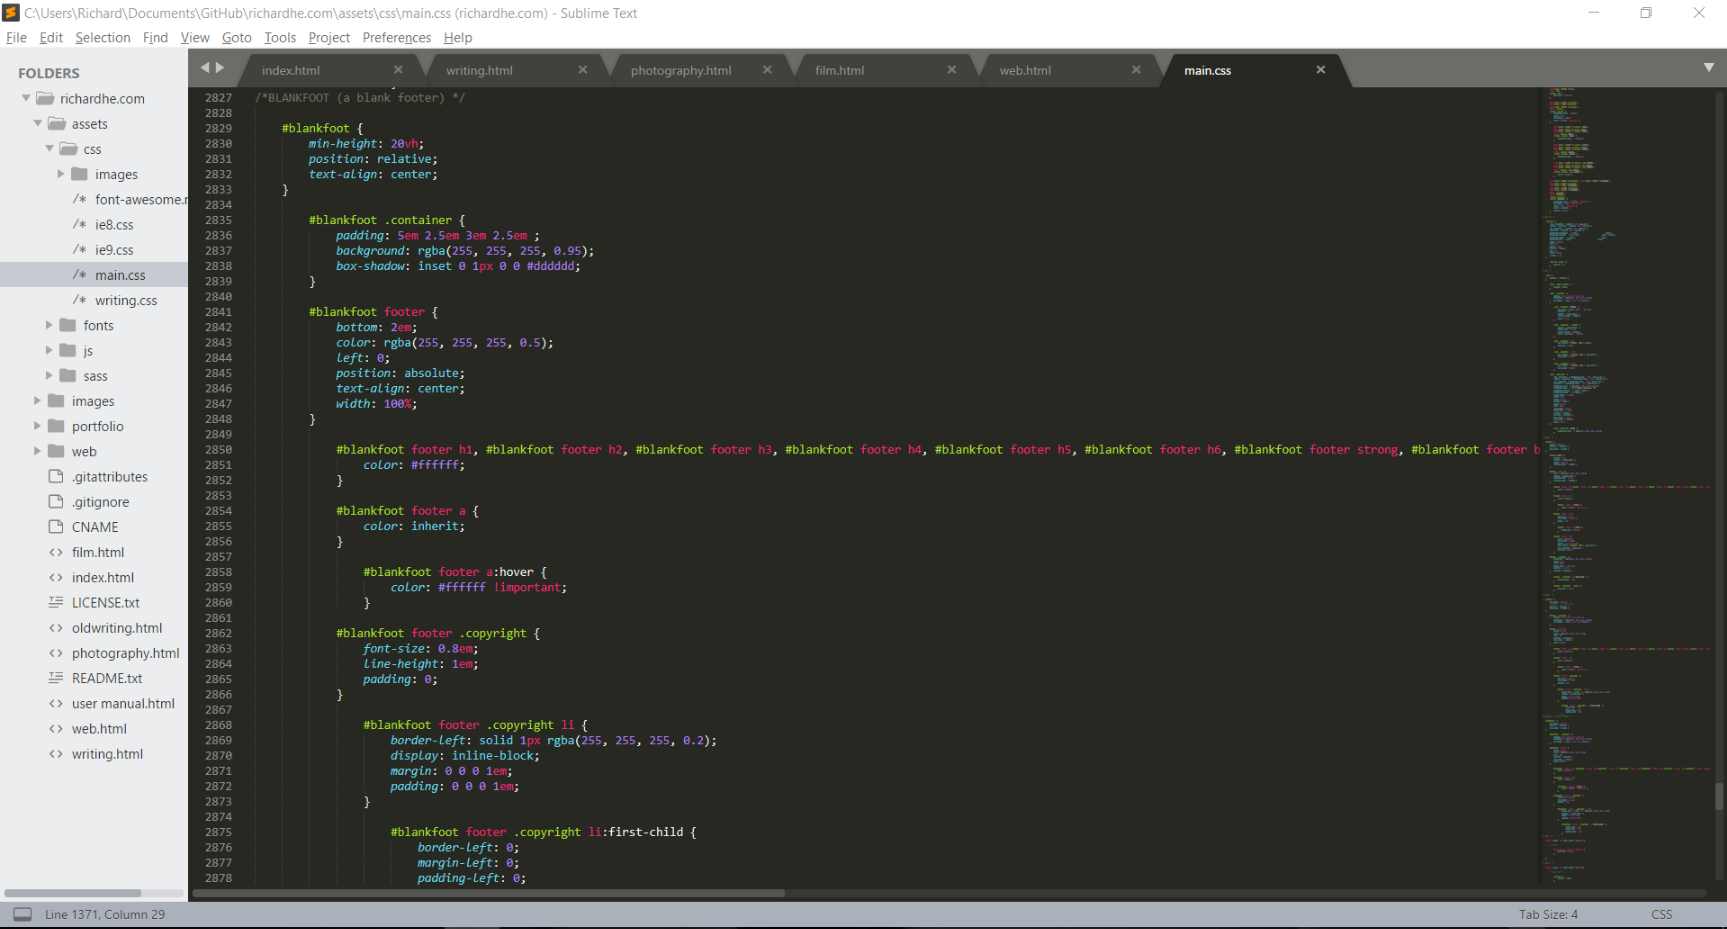 C:\Users\Richard\Documents\GitHub\richardhe.com\assets\css\main.css (richardhe.com) - Sublime Text
File Edit Selection Find View Goto Tools Project Preferences Help
FOLDERS
richardhe.com
assets
css
images
/* font-awesome.r
/* ie8.css
/* ie9.css
/* main.css
/* writing.css
fonts
js
sass
images
portfolio
web
.gitattributes
.gitignore
CNAME
<> film.html
<> index.html
LICENSE.txt
<> oldwriting.html
<> photography.html
README.txt
<> user manual.html
<> web.html
<> writing.html
index.html × writing.html × photography.html × film.html × web.html × main.css ×
2827 /*BLANKFOOT (a blank footer) */
2828
2829 #blankfoot {
2830 min-height: 20vh;
2831 position: relative;
2832 text-align: center;
2833 }
2834
2835 #blankfoot .container {
2836 padding: 5em 2.5em 3em 2.5em ;
2837 background: rgba(255, 255, 255, 0.95);
2838 box-shadow: inset 0 1px 0 0 #dddddd;
2839 }
2840
2841 #blankfoot footer {
2842 bottom: 2em;
2843 color: rgba(255, 255, 255, 0.5);
2844 left: 0;
2845 position: absolute;
2846 text-align: center;
2847 width: 100%;
2848 }
2849
2850 #blankfoot footer h1, #blankfoot footer h2, #blankfoot footer h3, #blankfoot footer h4, #blankfoot footer h5, #blankfoot footer h6, #blankfoot footer strong, #blankfoot footer b
2851 color: #ffffff;
2852 }
2853
2854 #blankfoot footer a {
2855 color: inherit;
2856 }
2857
2858 #blankfoot footer a:hover {
2859 color: #ffffff !important;
2860 }
2861
2862 #blankfoot footer .copyright {
2863 font-size: 0.8em;
2864 line-height: 1em;
2865 padding: 0;
2866 }
2867
2868 #blankfoot footer .copyright li {
2869 border-left: solid 1px rgba(255, 255, 255, 0.2);
2870 display: inline-block;
2871 margin: 0 0 0 1em;
2872 padding: 0 0 0 1em;
2873 }
2874
2875 #blankfoot footer .copyright li:first-child {
2876 border-left: 0;
2877 margin-left: 0;
2878 padding-left: 0;
Line 1371, Column 29
Tab Size: 4
CSS